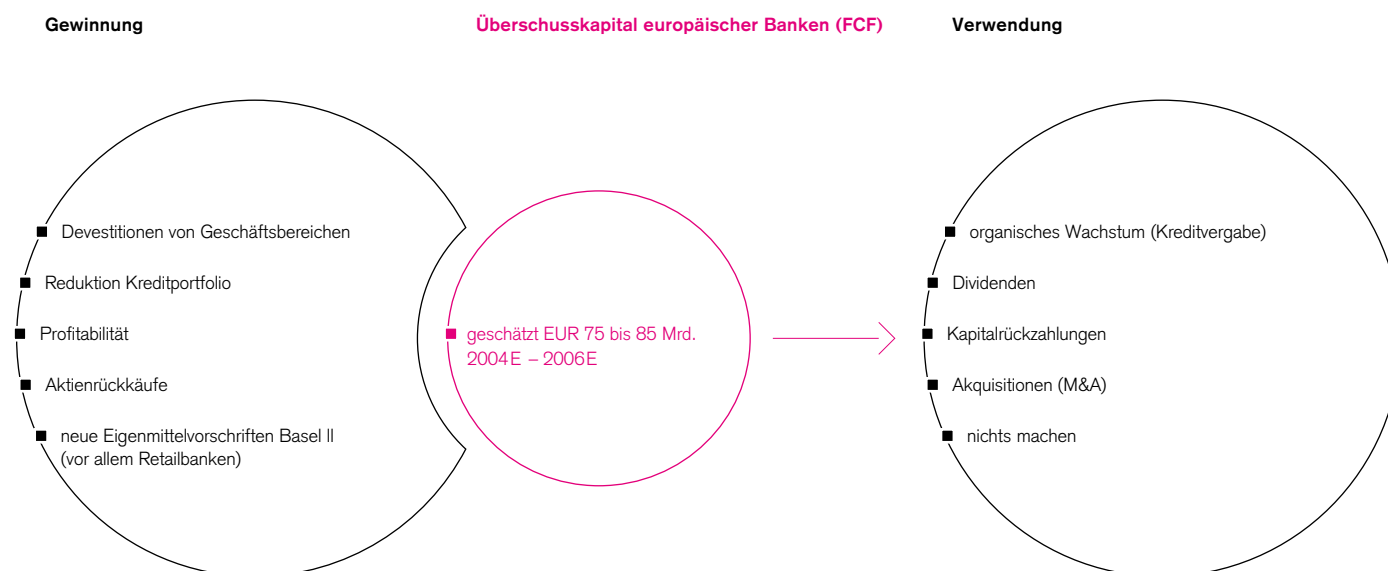 Gewinnung
Überschusskapital europäischer Banken (FCF)
Verwendung
Devestitionen von Geschäftsbereichen
Reduktion Kreditportfolio
Profitabilität
Aktienrückkäufe
neue Eigenmittelvorschriften Basel II
(vor allem Retailbanken)
geschätzt EUR 75 bis 85 Mrd.
2004E – 2006E
organisches Wachstum (Kreditvergabe)
Dividenden
Kapitalrückzahlungen
Akquisitionen (M&A)
nichts machen